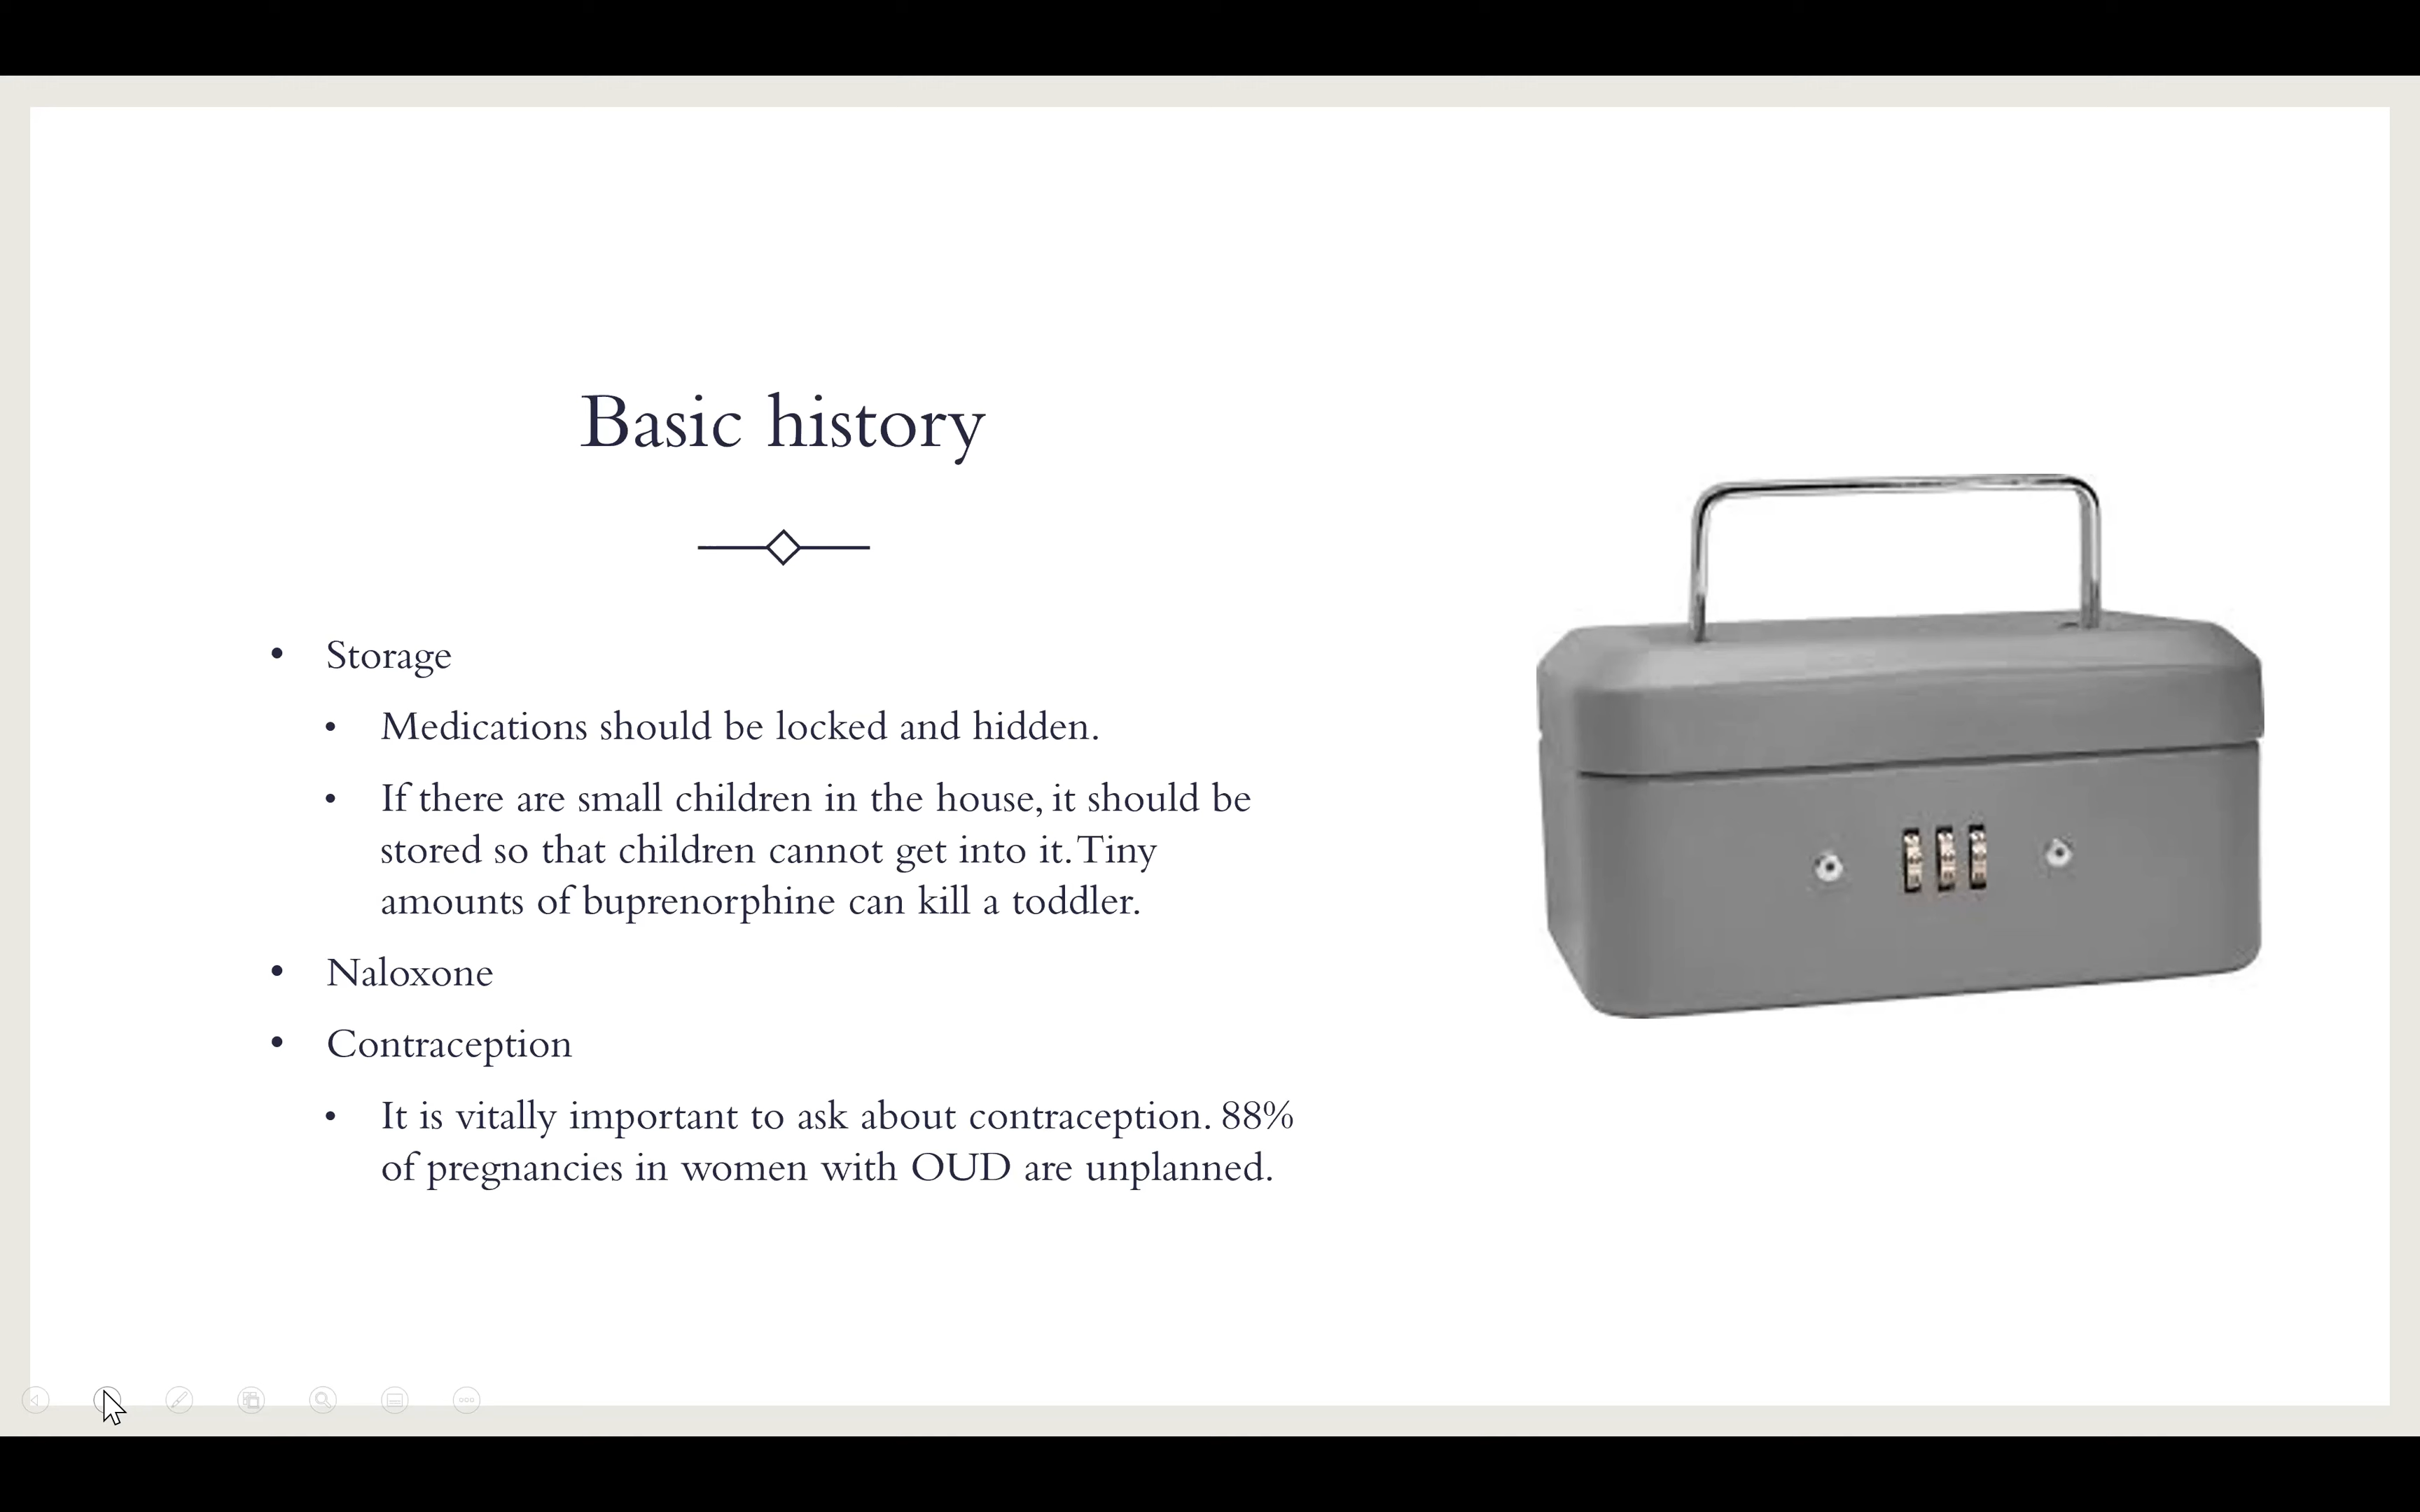 Basic history
• Storage
• Medications should be locked and hidden.
• If there are small children in the house, it should be
stored so that children cannot get into it. Tiny
amounts of buprenorphine can kill a toddler.
• Naloxone
• Contraception
• It is vitally important to ask about contraception. 88%
of pregnancies in women with OUD are unplanned.